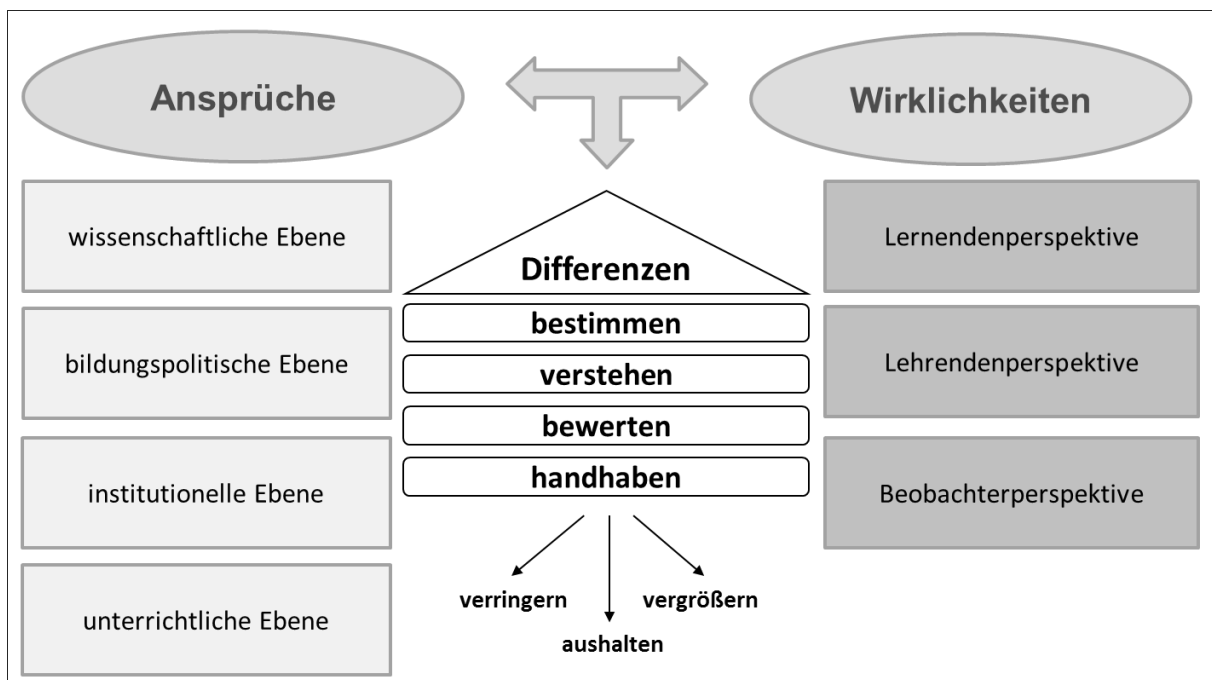 Ansprüche
wissenschaftliche Ebene
bildungspolitische Ebene
institutionelle Ebene
unterrichtliche Ebene
Differenzen
bestimmen
verstehen
bewerten
handhaben
verringern
vergrößern
aushalten
Wirklichkeiten
Lernendenperspektive
Lehrendenperspektive
Beobachterperspektive